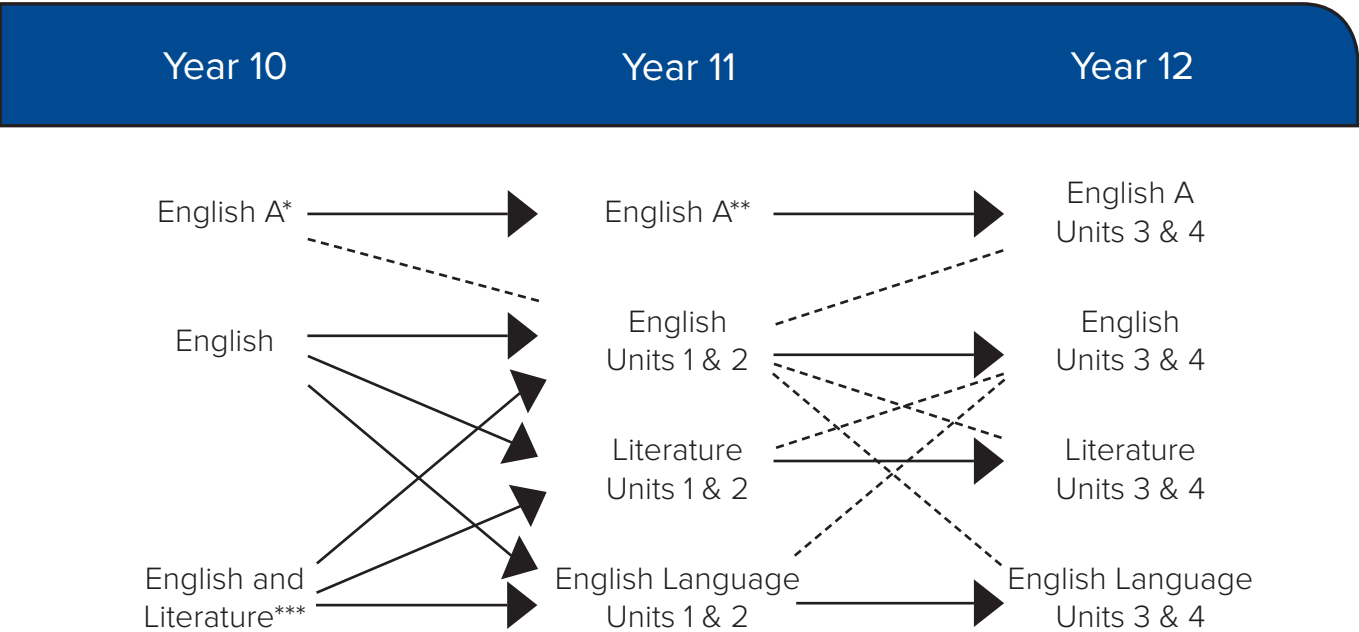 Year 10
Year 11
Year 12
English A*
English A**
English A
Units 3 & 4
English
English
Units 1 & 2
English
Units 3 & 4
Literature
Units 1 & 2
Literature
Units 3 & 4
English and
Literature***
English Language
Units 1 & 2
English Language
Units 3 & 4